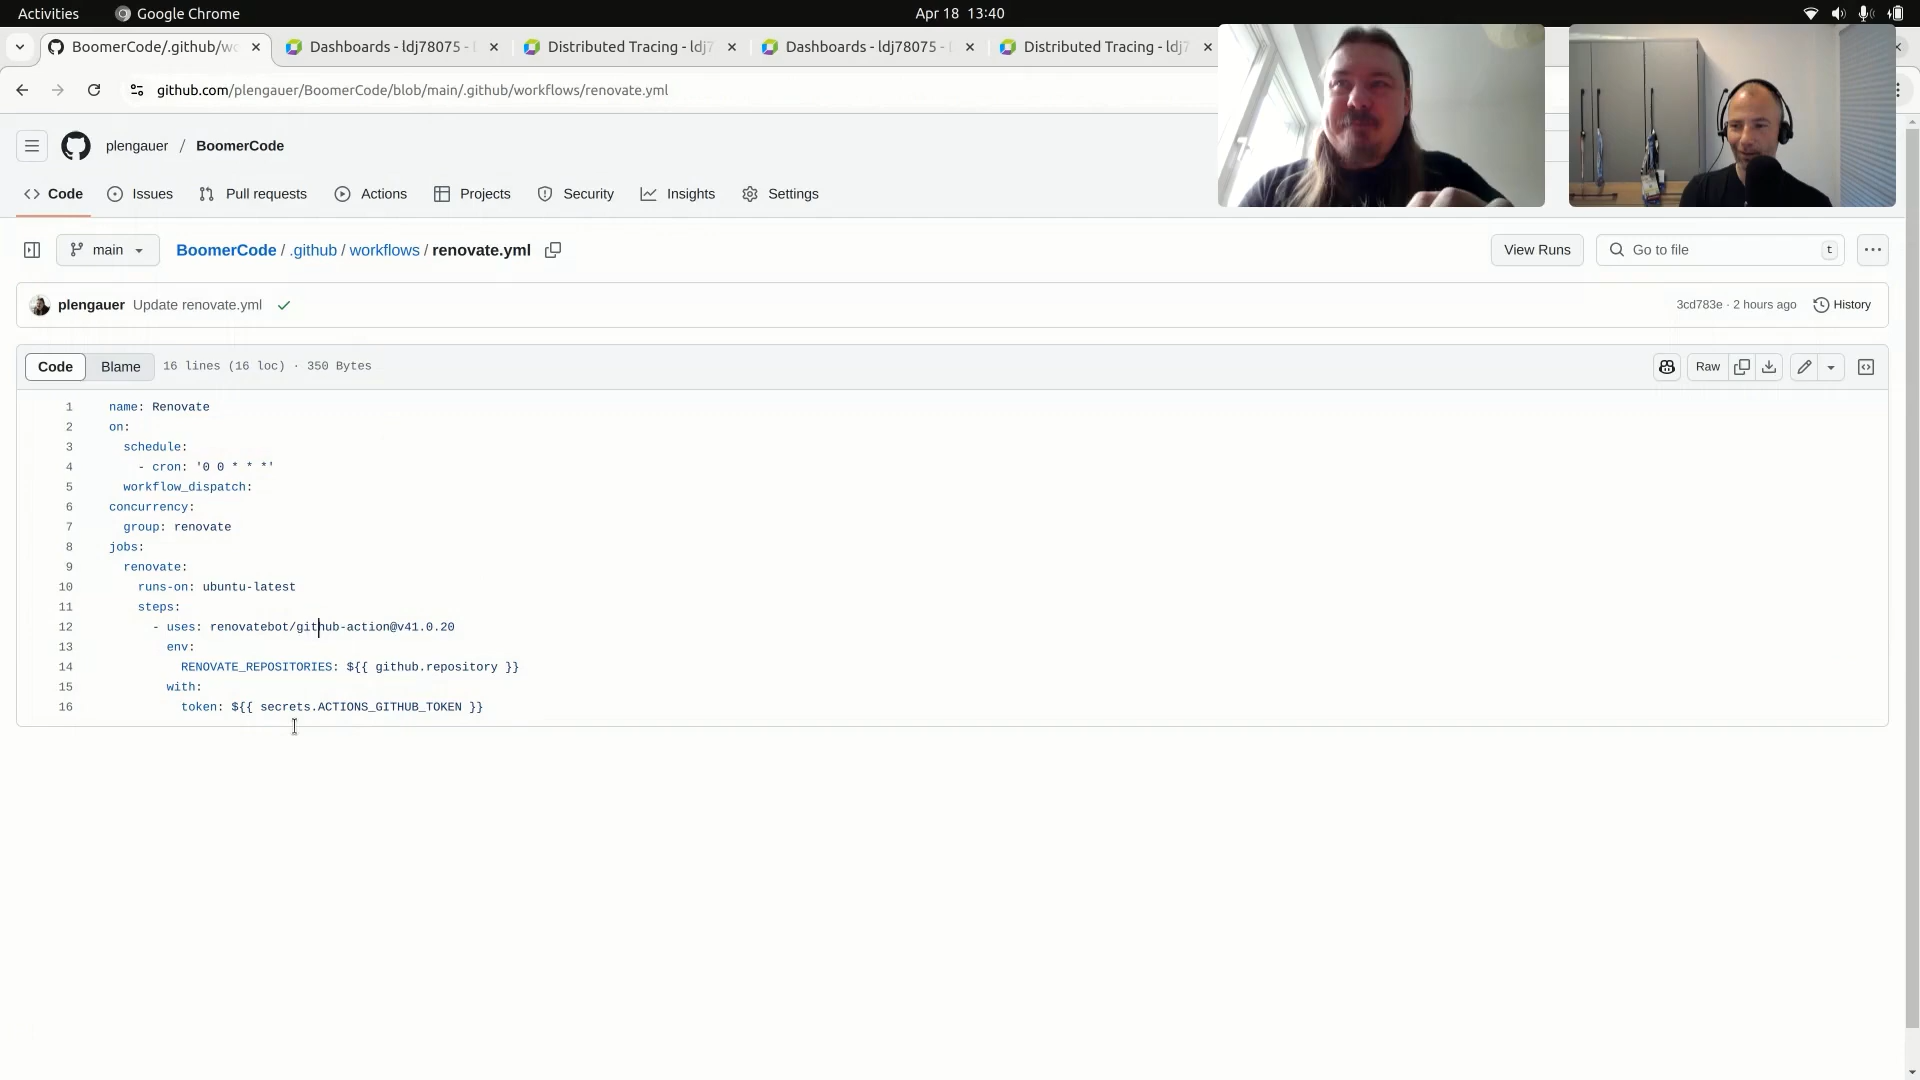 Activities Google Chrome Apr 18 13:40
BoomerCode/.github/wo Dashboards - ldj78075 - Distributed Tracing - ldj7 Dashboards - ldj78075 - Distributed Tracing - ldj7
github.com/plengauer/BoomerCode/blob/main/.github/workflows/renovate.yml
plengauer / BoomerCode
Code Issues Pull requests Actions Projects Security Insights Settings
main BoomerCode / .github / workflows / renovate.yml View Runs Go to file t
plengauer Update renovate.yml 3cd783e · 2 hours ago History
Code Blame 16 lines (16 loc) · 350 Bytes Raw
1 name: Renovate
2 on:
3 schedule:
4 - cron: '0 0 * * *'
5 workflow_dispatch:
6 concurrency:
7 group: renovate
8 jobs:
9 renovate:
10 runs-on: ubuntu-latest
11 steps:
12 - uses: renovatebot/github-action@v41.0.20
13 env:
14 RENOVATE_REPOSITORIES: ${{ github.repository }}
15 with:
16 token: ${{ secrets.ACTIONS_GITHUB_TOKEN }}